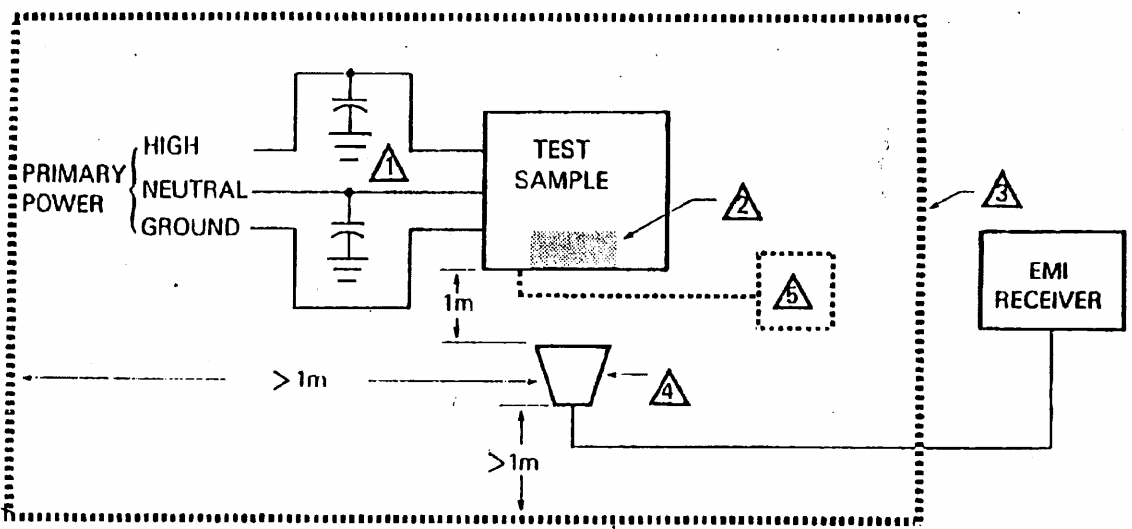 PRIMARY
POWER
HIGH
NEUTRAL
GROUND
1
TEST
SAMPLE
2
3
EMI
RECEIVER
1m
5
>1m
4
>1m